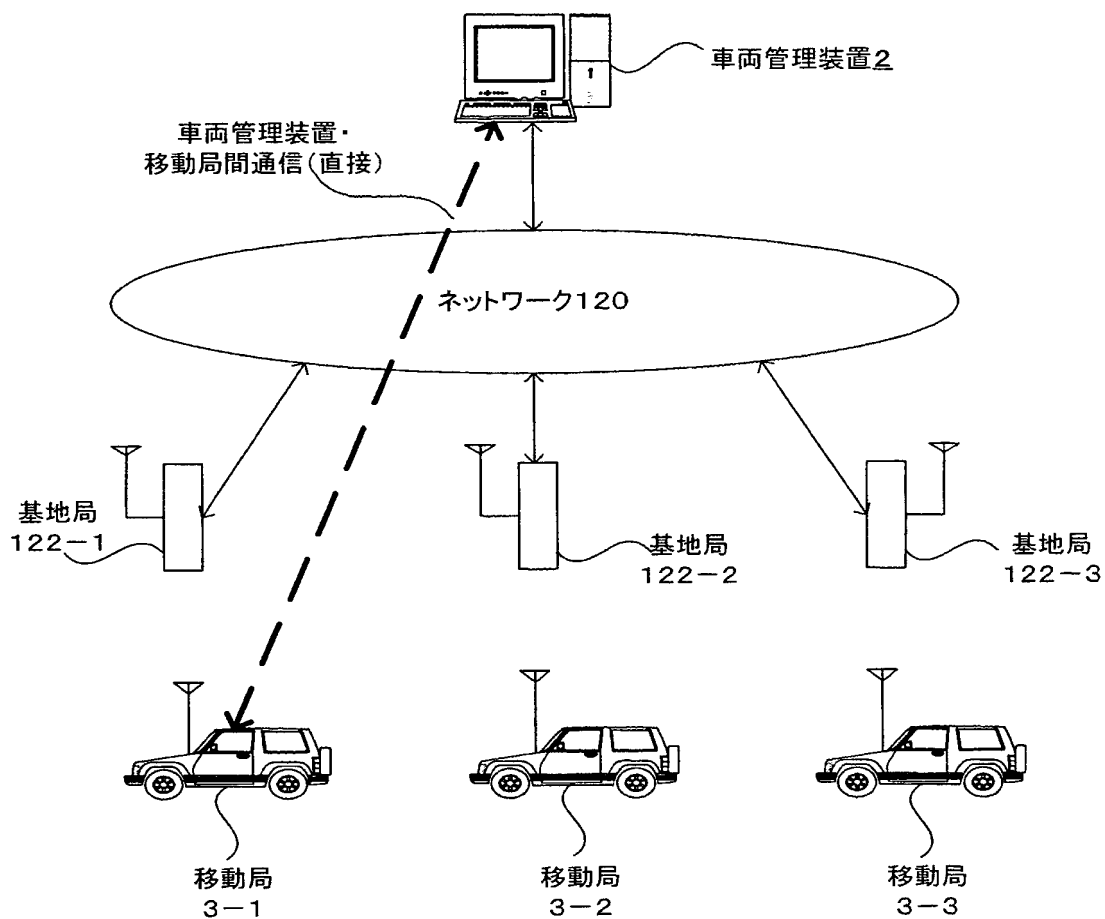 車両管理装置2
車両管理装置・
移動局間通信(直接)
ネットワーク120
基地局
122-1
基地局
122-2
基地局
122-3
移動局
3-1
移動局
3-2
移動局
3-3